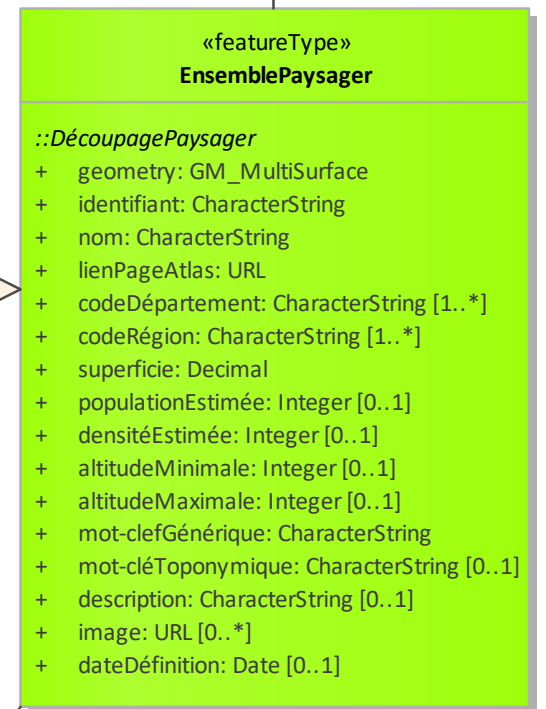 «featureType»
EnsemblePaysager
::DécoupagePaysager
+ geometry: GM_MultiSurface
+ identifiant: CharacterString
+ nom: CharacterString
+ lienPageAtlas: URL
+ codeDépartement: CharacterString [1..*]
+ codeRégion: CharacterString [1..*]
+ superficie: Decimal
+ populationEstimée: Integer [0..1]
+ densitéEstimée: Integer [0..1]
+ altitudeMinimale: Integer [0..1]
+ altitudeMaximale: Integer [0..1]
+ mot-clefGénérique: CharacterString
+ mot-cléToponymique: CharacterString [0..1]
+ description: CharacterString [0..1]
+ image: URL [0..*]
+ dateDéfinition: Date [0..1]